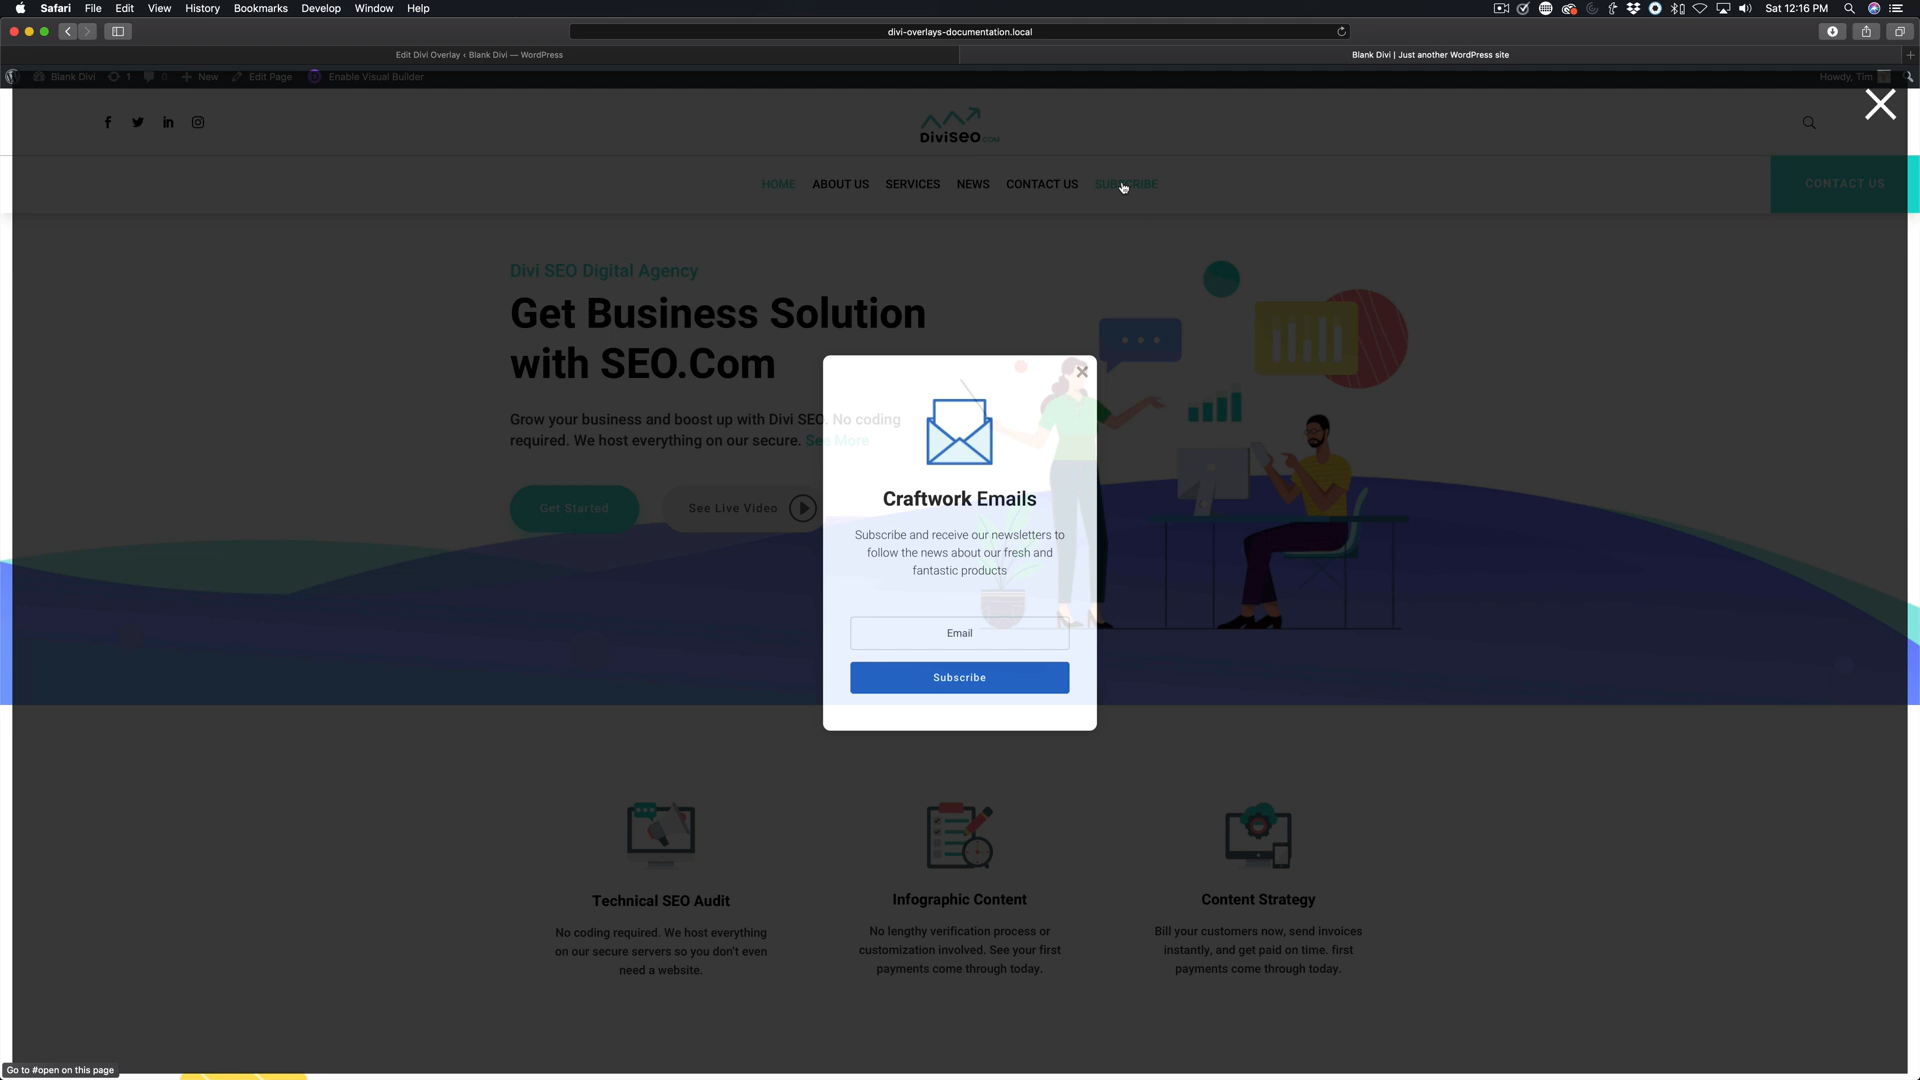 Safari File Edit View History Bookmarks Develop Window Help Sat 12:16 PM
divi-overlays-documentation.local
Edit Divi Overlay ‹ Blank Divi — WordPress Blank Divi | Just another WordPress site
Blank Divi 1 0 New Edit Page Enable Visual Builder Howdy, Tim
DiviSEO.COM
HOME ABOUT US SERVICES NEWS CONTACT US SUBSCRIBE CONTACT US
Divi SEO Digital Agency
Get Business Solution
with SEO.Com
Grow your business and boost up with Divi SEO. No coding
required. We host everything on our secure. See More
Get Started See Live Video
Craftwork Emails
Subscribe and receive our newsletters to
follow the news about our fresh and
fantastic products
Email
Subscribe
Technical SEO Audit
No coding required. We host everything
on our secure servers so you don't even
need a website.
Infographic Content
No lengthy verification process or
customization involved. See your first
payments come through today.
Content Strategy
Bill your customers now, send invoices
instantly, and get paid on time. first
payments come through today.
Go to #open on this page